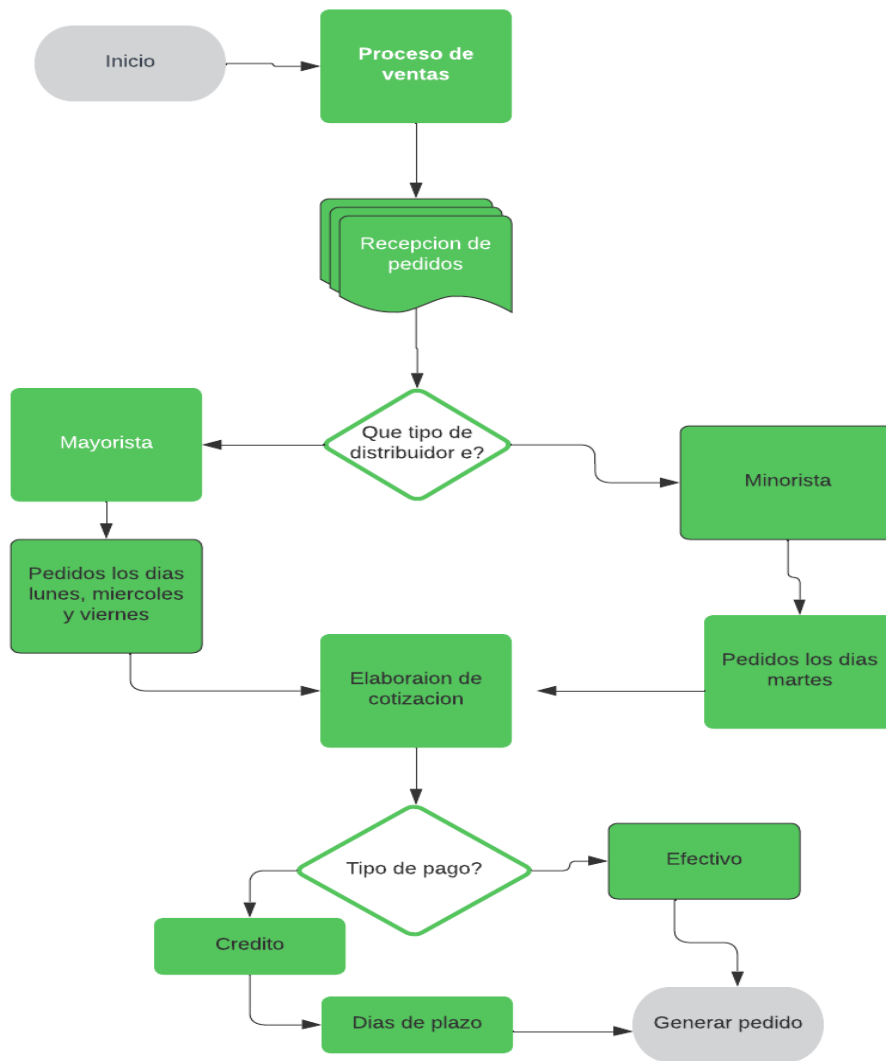 Inicio
Proceso de
ventas
Recepcion de
pedidos
Que tipo de
distribuidor e?
Mayorista
Minorista
Pedidos los dias
lunes, miercoles
y viernes
Pedidos los dias
martes
Elaboraion de
cotizacion
Tipo de pago?
Efectivo
Credito
Dias de plazo
Generar pedido